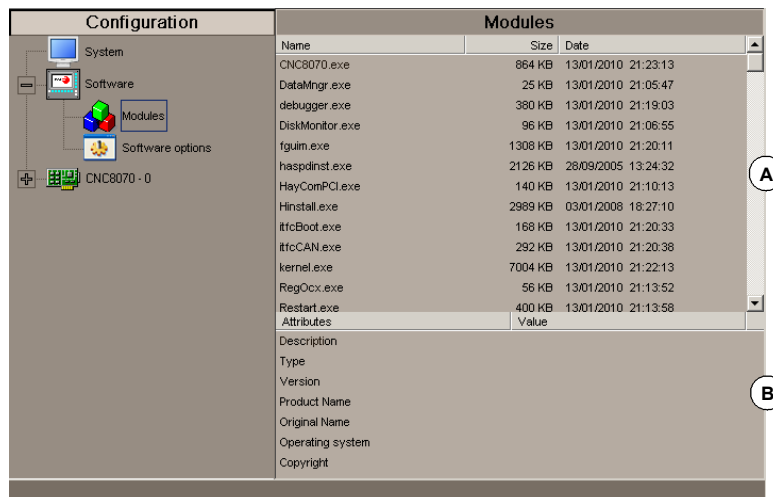 Configuration
System
Software
Modules
Software options
CNC8070 - 0
Modules
Name Size Date
CNC8070.exe 864 KB 13/01/2010 21:23:13
DataMngr.exe 25 KB 13/01/2010 21:05:47
debugger.exe 380 KB 13/01/2010 21:19:03
DiskMonitor.exe 96 KB 13/01/2010 21:06:55
fguim.exe 1308 KB 13/01/2010 21:20:11
haspdinst.exe 2126 KB 28/09/2005 13:24:32
HayComPCI.exe 140 KB 13/01/2010 21:10:13
Hinstall.exe 2989 KB 03/01/2008 18:27:10
itfcBoot.exe 168 KB 13/01/2010 21:20:33
itfcCAN.exe 292 KB 13/01/2010 21:20:38
kernel.exe 7004 KB 13/01/2010 21:22:13
RegOcx.exe 56 KB 13/01/2010 21:13:52
Restart.exe 400 KB 13/01/2010 21:13:58
A
Attributes Value
Description
Type
Version
Product Name
Original Name
Operating system
Copyright
B